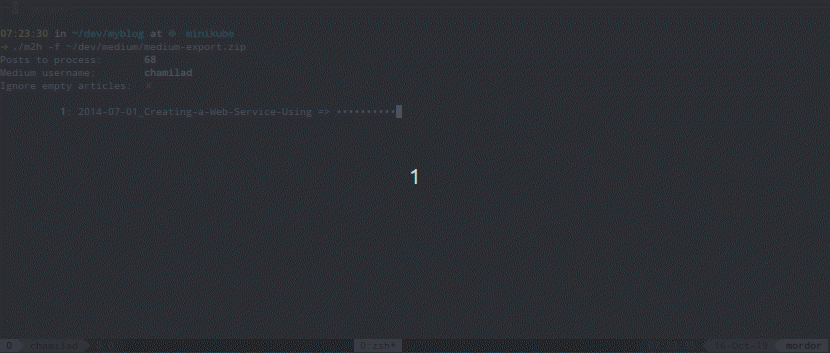 07:23:30 in ~/dev/myblog at ⎈ minikube
➜ ./m2h -f ~/dev/medium/medium-export.zip
Posts to process: 68
Medium username: chamilad
Ignore empty articles: ✗
1: 2014-07-01_Creating-a-Web-Service-Using => ••••••••••
1
0 chamilad 0:zsh* 16-Oct-19 mordor